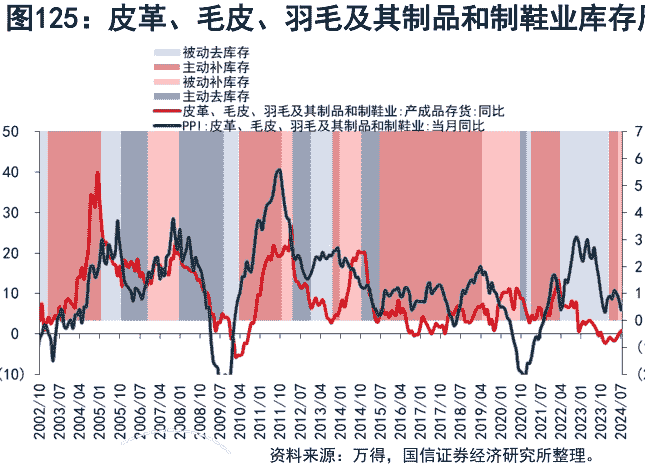 图125：皮革、毛皮、羽毛及其制品和制鞋业库存
被动去库存
主动补库存
被动补库存
主动去库存
皮革、毛皮、羽毛及其制品和制鞋业:产成品存货:同比
PPI:皮革、毛皮、羽毛及其制品和制鞋业:当月同比
50 7
6
40 5
30 4
3
20 2
10 1
0 0
(1
(10) (2
2002/10 2003/07 2004/04 2005/01 2005/10 2006/07 2007/04 2008/01 2008/10 2009/07 2010/04 2011/01 2011/10 2012/07 2013/04 2014/01 2014/10 2015/07 2016/04 2017/01 2017/10 2018/07 2019/04 2020/01 2020/10 2021/07 2022/04 2023/01 2023/10 2024/07
资料来源：万得，国信证券经济研究所整理。